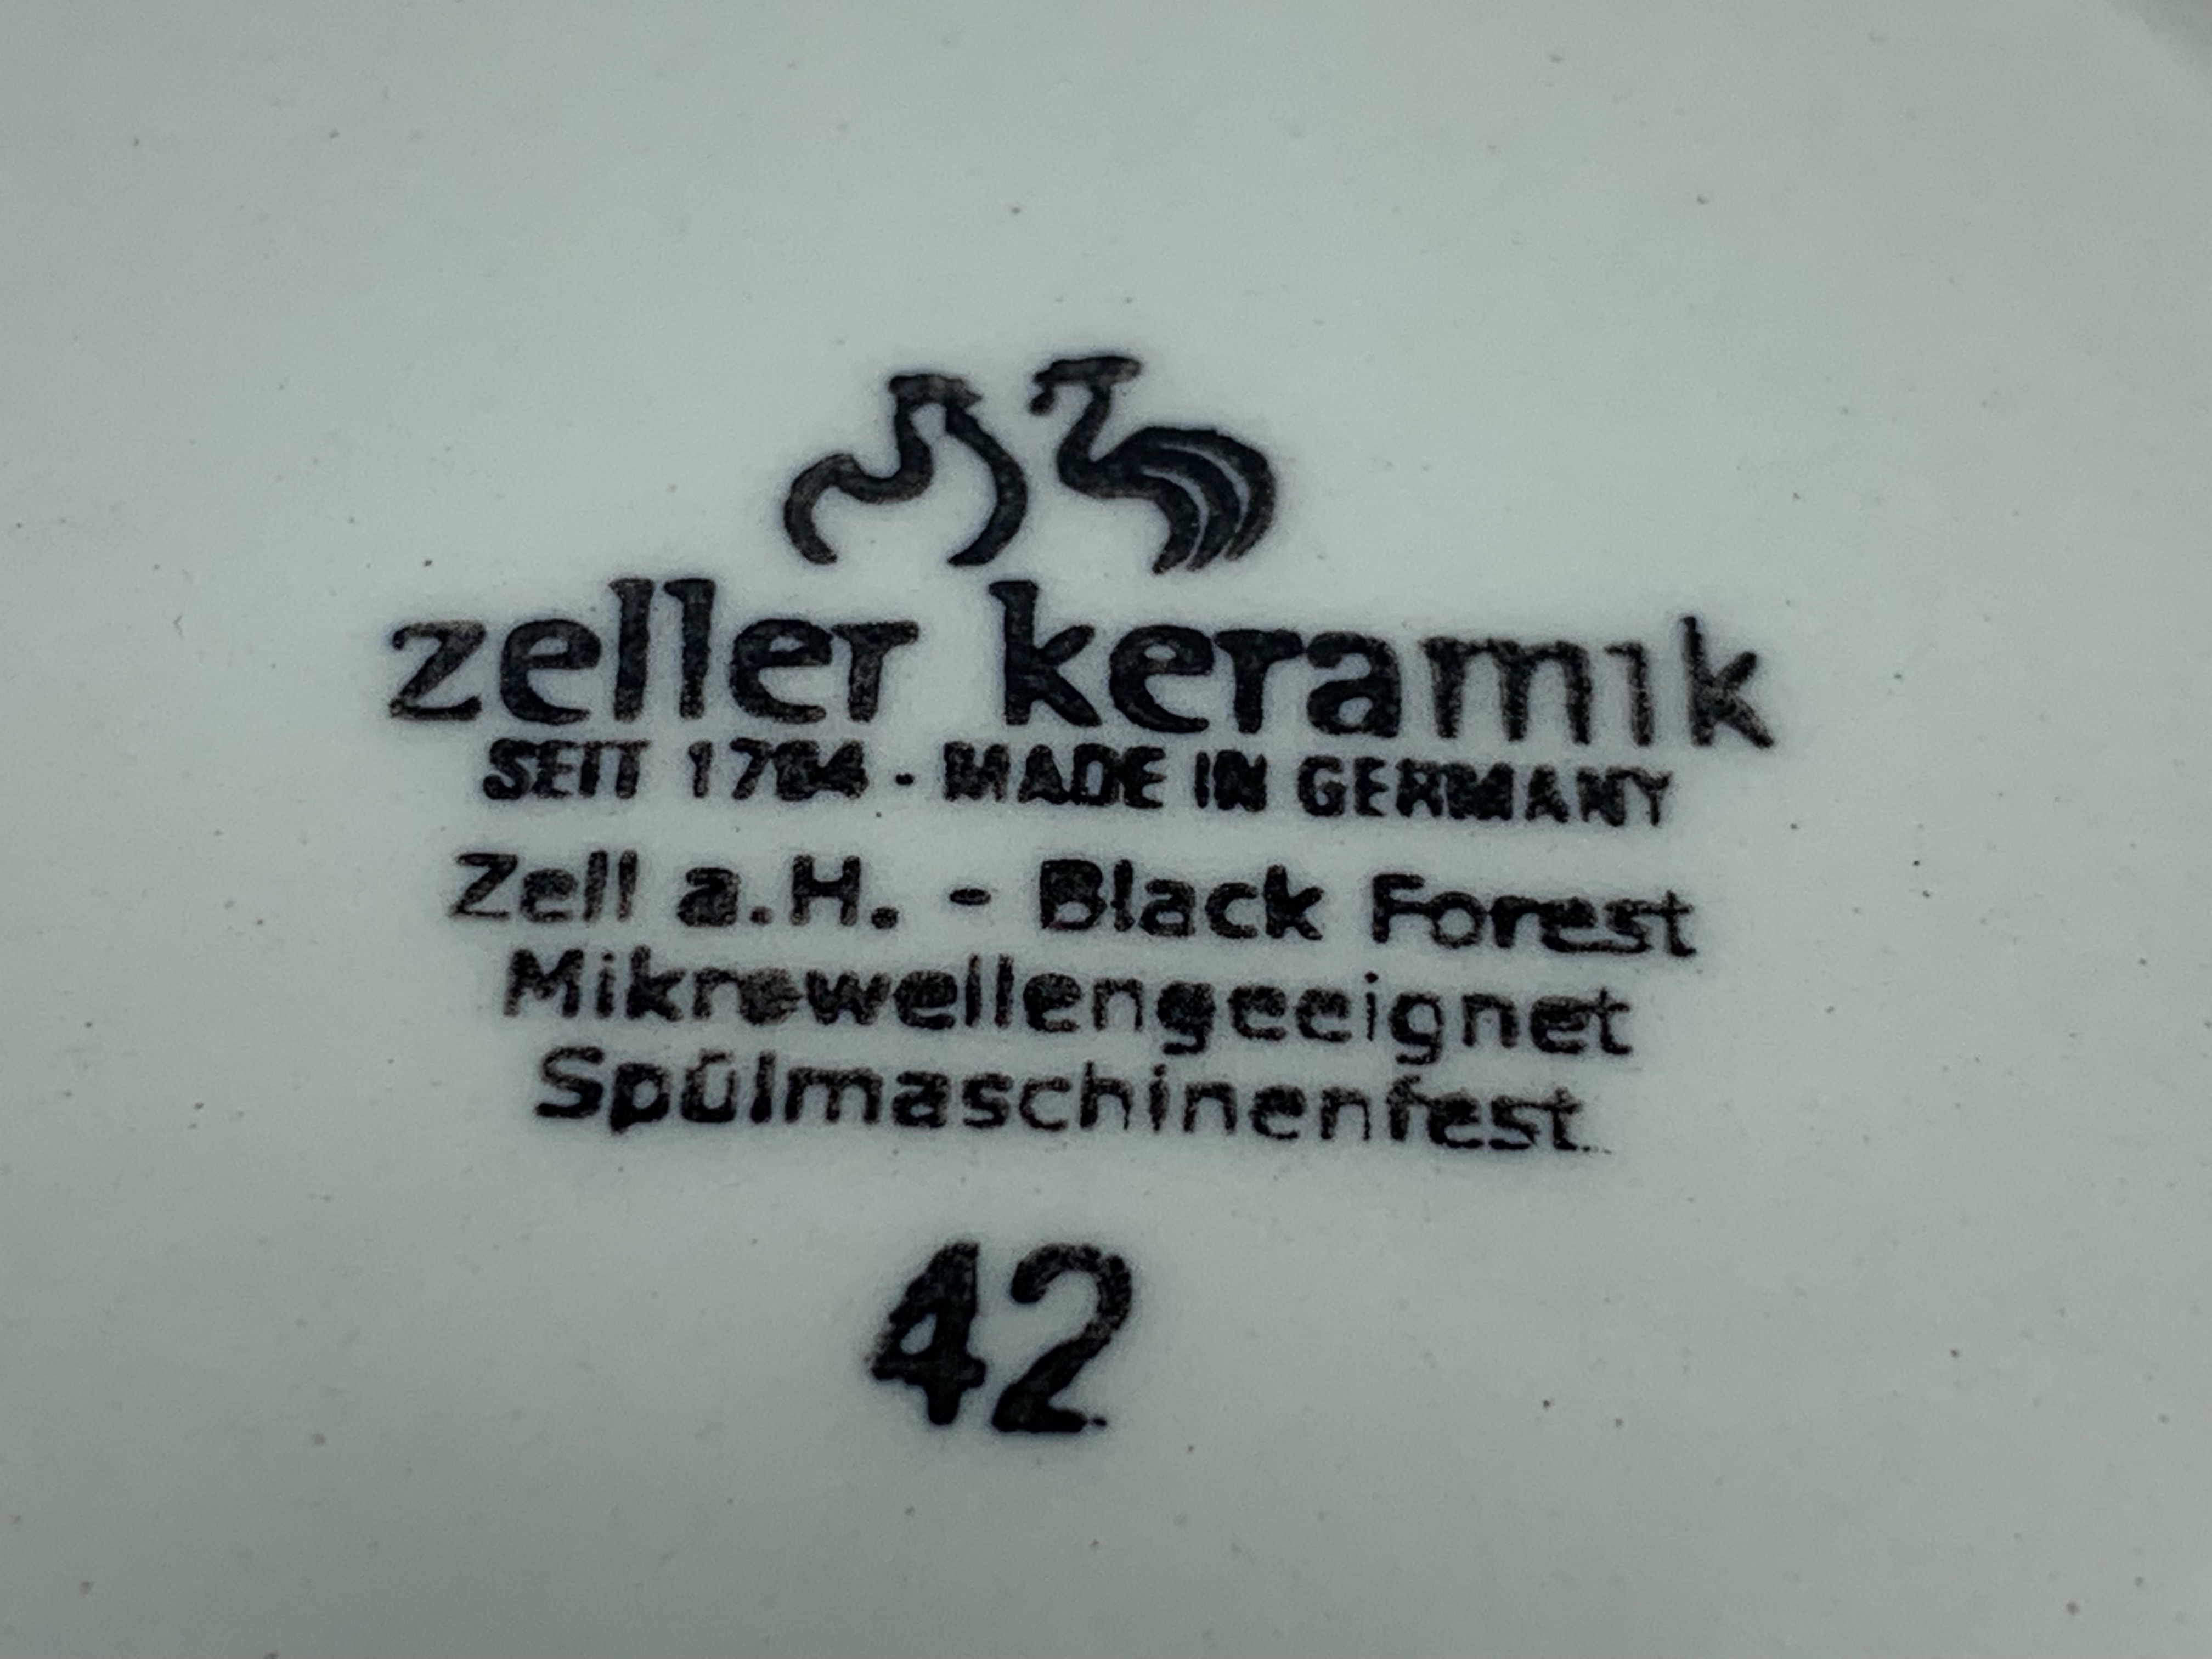 zeller keramik
SEIT 1794 - MADE IN GERMANY
Zell a.H. - Black Forest
Mikrowellengeeignet
Spülmaschinenfest
42